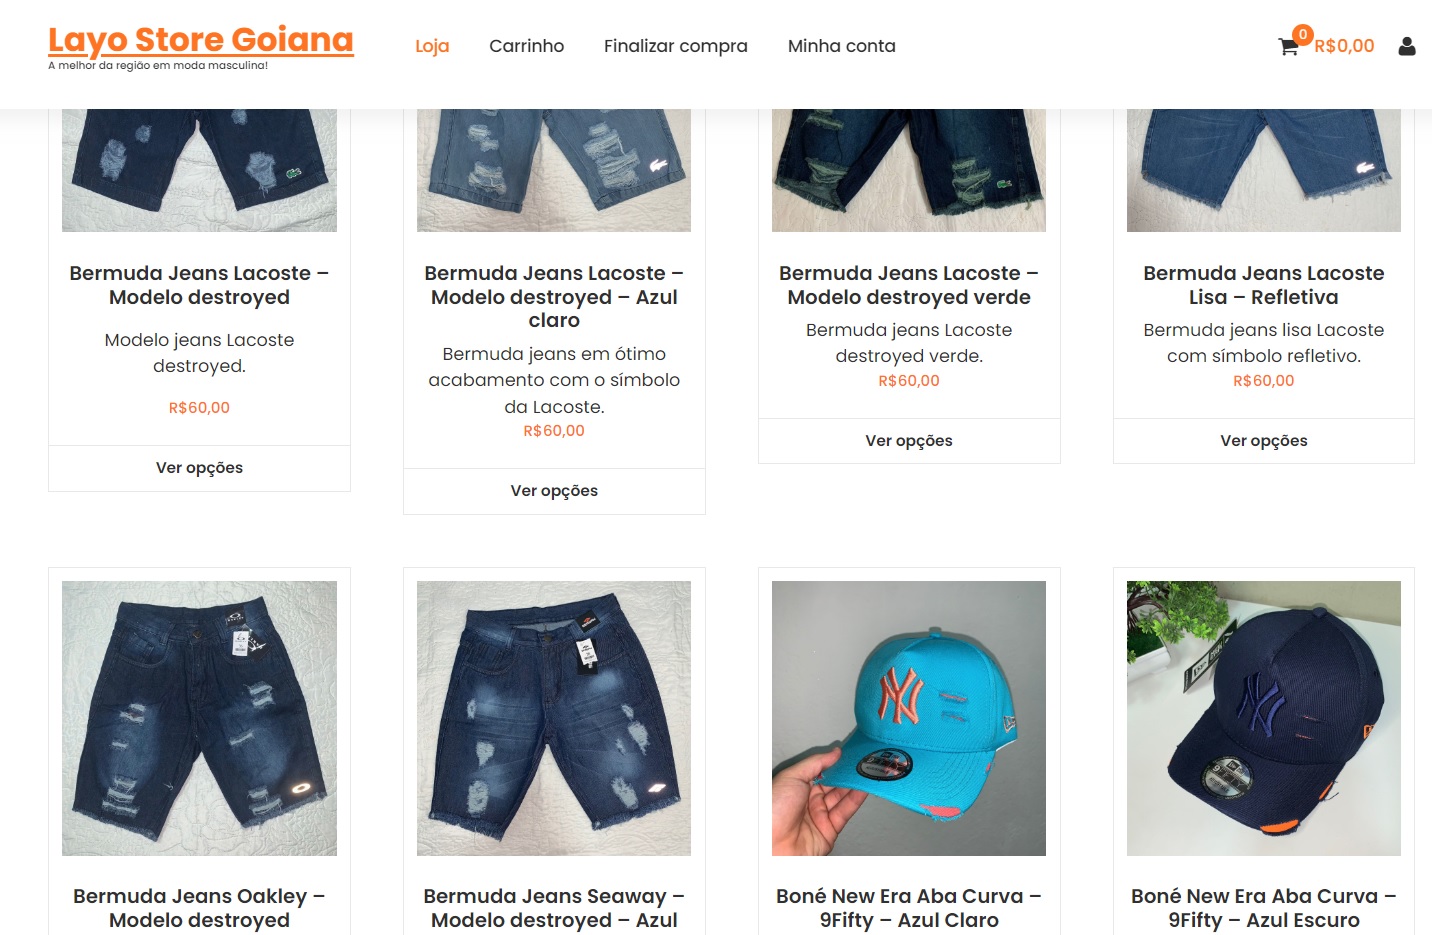 Layo Store Goiana
A melhor da região em moda masculina!
Loja
Carrinho
Finalizar compra
Minha conta
0
R$0,00
Bermuda Jeans Lacoste –
Modelo destroyed
Modelo jeans Lacoste
destroyed.
R$60,00
Ver opções
Bermuda Jeans Lacoste –
Modelo destroyed – Azul
claro
Bermuda jeans em ótimo
acabamento com o símbolo
da Lacoste.
R$60,00
Ver opções
Bermuda Jeans Lacoste –
Modelo destroyed verde
Bermuda jeans Lacoste
destroyed verde.
R$60,00
Ver opções
Bermuda Jeans Lacoste
Lisa – Refletiva
Bermuda jeans lisa Lacoste
com símbolo refletivo.
R$60,00
Ver opções
NY
NY
Bermuda Jeans Oakley –
Modelo destroyed
Bermuda Jeans Seaway –
Modelo destroyed – Azul
Boné New Era Aba Curva –
9Fifty – Azul Claro
Boné New Era Aba Curva –
9Fifty – Azul Escuro